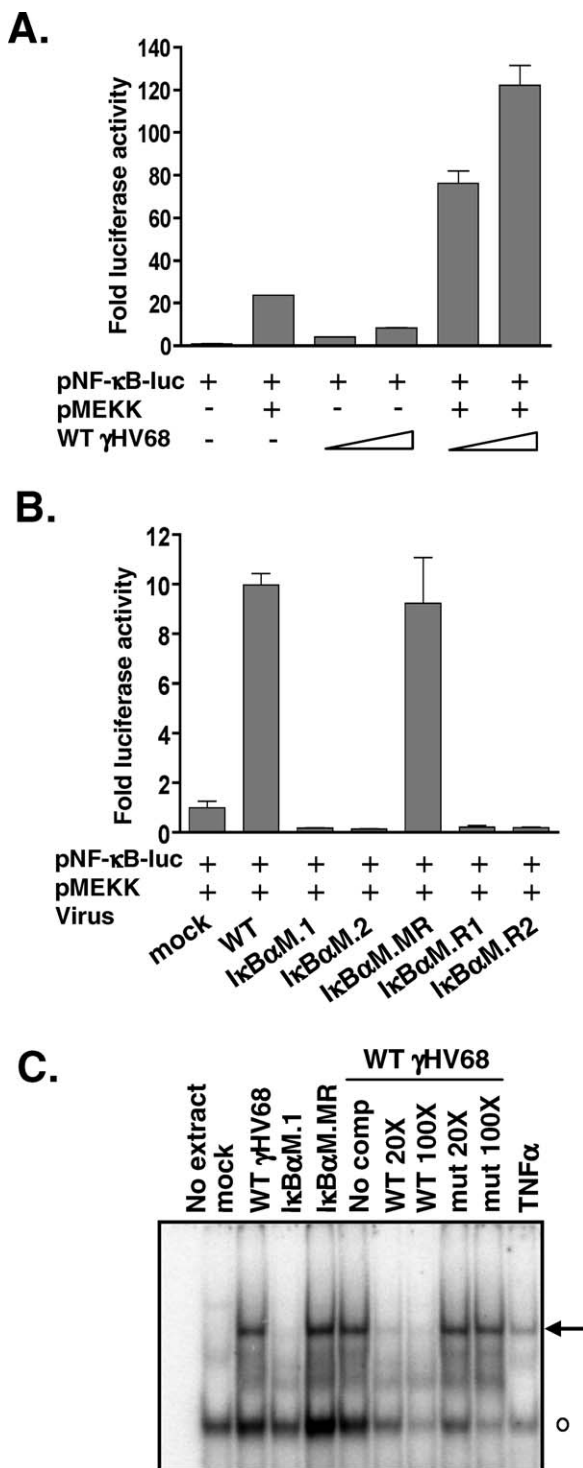 A.
Fold luciferase activity
140
120
100
80
60
40
20
0
pNF-κB-luc + + + + + +
pMEKK - + - - + +
WT γHV68 - -
B.
Fold luciferase activity
12
10
8
6
4
2
0
pNF-κB-luc + + + + + + +
pMEKK + + + + + + +
Virus mock WT IκBαM.1 IκBαM.2 IκBαM.MR IκBαM.R1 IκBαM.R2
C.
WT γHV68
No extract mock WT γHV68 IκBαM.1 IκBαM.MR No comp WT 20X WT 100X mut 20X mut 100X TNFα